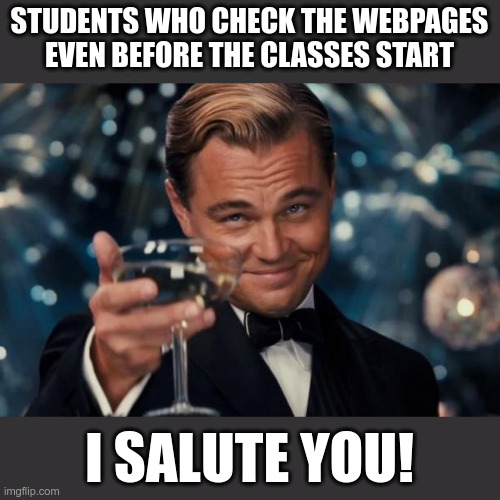 STUDENTS WHO CHECK THE WEBPAGES
EVEN BEFORE THE CLASSES START
I SALUTE YOU!
imgflip.com